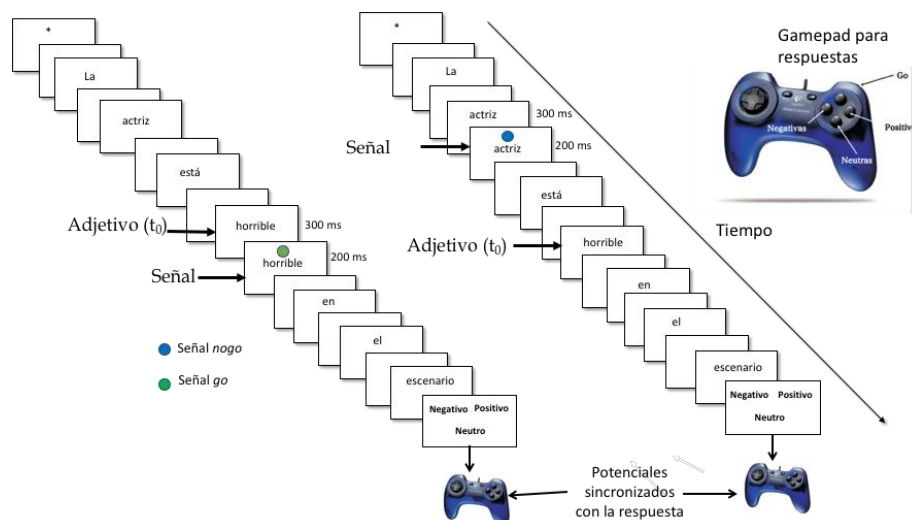 *
La
actriz
está
Adjetivo (t0)
horrible
300 ms
Señal
horrible
200 ms
en
el
escenario
Negativo Positivo
Neutro
Señal nogo
Señal go
*
La
actriz
300 ms
Señal
actriz
200 ms
está
Adjetivo (t0)
horrible
en
el
escenario
Negativo Positivo
Neutro
Tiempo
Gamepad para
respuestas
Go
Negativas
Positiv
Neutras
Potenciales
sincronizados
con la respuesta